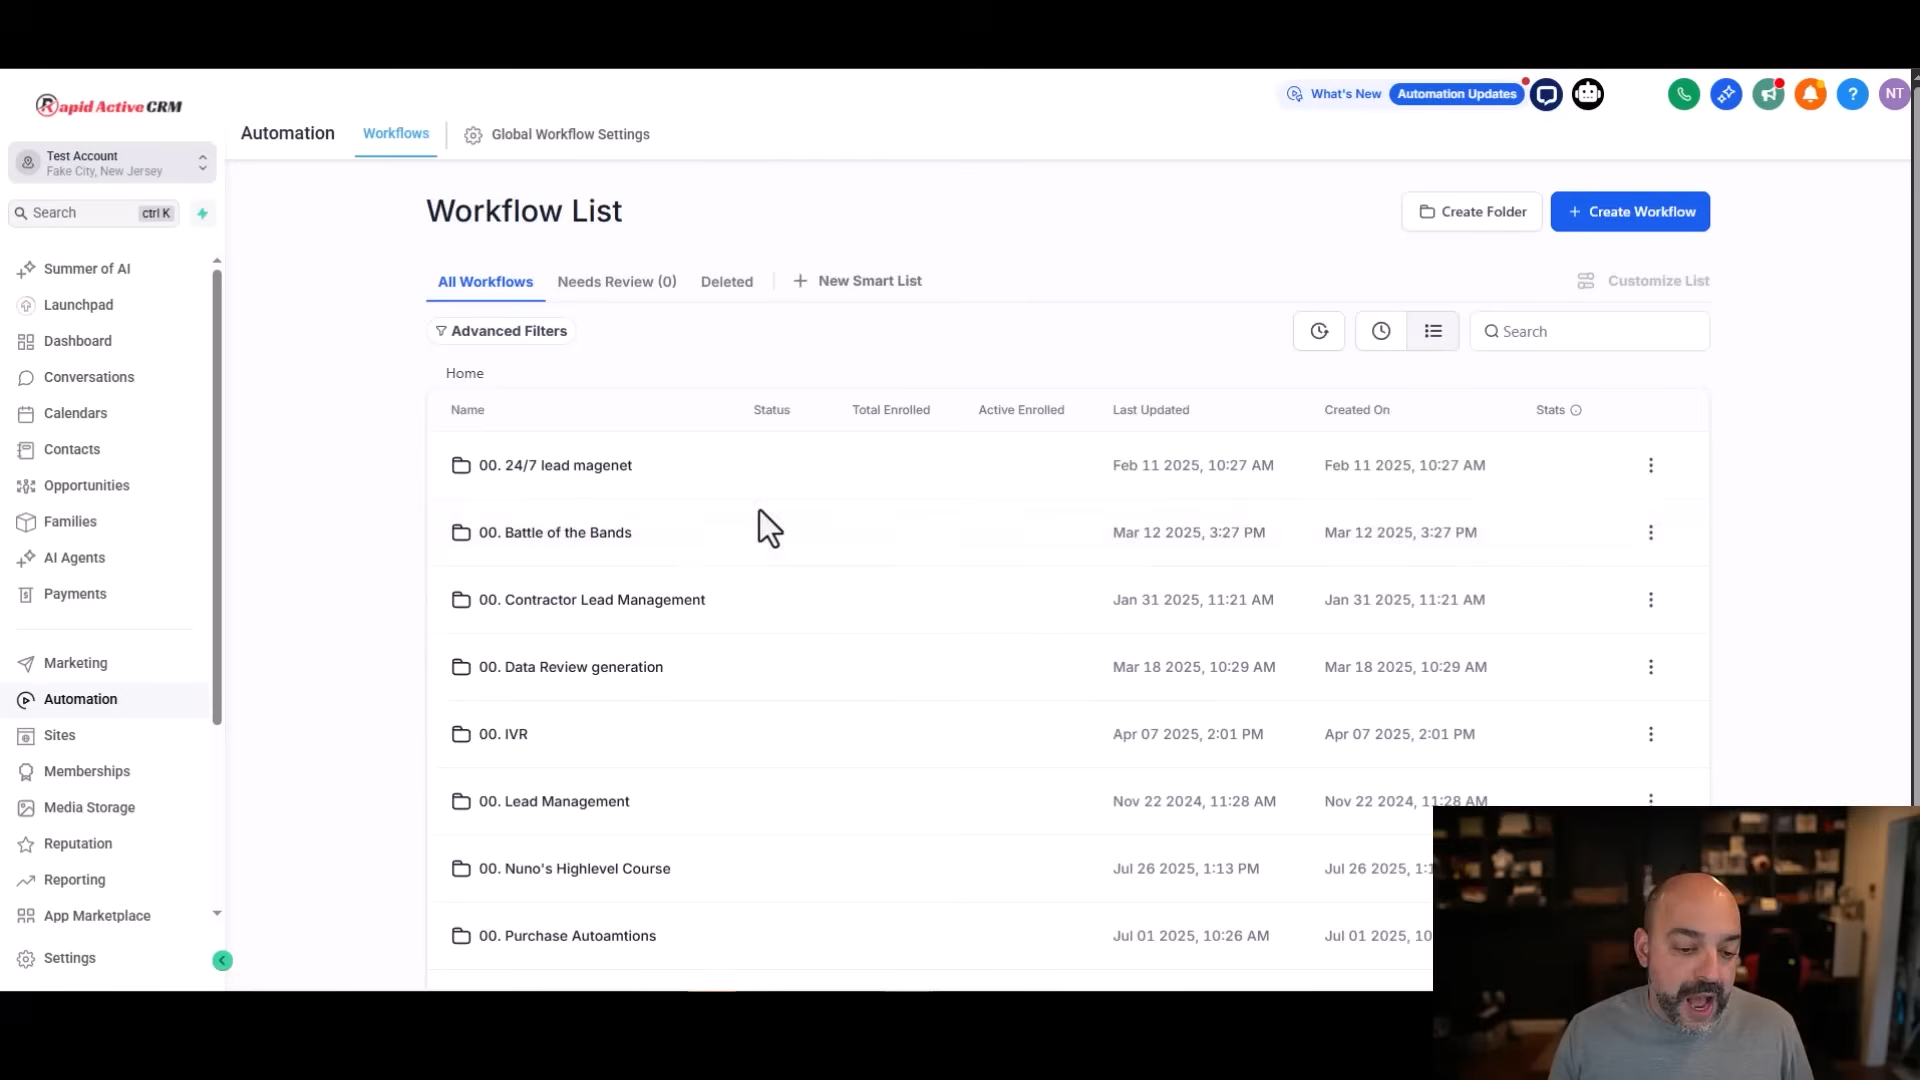 Rapid Active CRM
What's New
Automation Updates
NT
Automation
Workflows
Global Workflow Settings
Test Account
Fake City, New Jersey
Search
ctrl K
Summer of AI
Launchpad
Dashboard
Conversations
Calendars
Contacts
Opportunities
Families
AI Agents
Payments
Marketing
Automation
Sites
Memberships
Media Storage
Reputation
Reporting
App Marketplace
Settings
Workflow List
Create Folder
+ Create Workflow
All Workflows
Needs Review (0)
Deleted
+ New Smart List
Customize List
Advanced Filters
Search
Home
Name Status Total Enrolled Active Enrolled Last Updated Created On Stats
00. 24/7 lead magenet Feb 11 2025, 10:27 AM Feb 11 2025, 10:27 AM
00. Battle of the Bands Mar 12 2025, 3:27 PM Mar 12 2025, 3:27 PM
00. Contractor Lead Management Jan 31 2025, 11:21 AM Jan 31 2025, 11:21 AM
00. Data Review generation Mar 18 2025, 10:29 AM Mar 18 2025, 10:29 AM
00. IVR Apr 07 2025, 2:01 PM Apr 07 2025, 2:01 PM
00. Lead Management Nov 22 2024, 11:28 AM Nov 22 2024, 11:28 AM
00. Nuno's Highlevel Course Jul 26 2025, 1:13 PM Jul 26 2025,
00. Purchase Autoamtions Jul 01 2025, 10:26 AM Jul 01 2025, 10